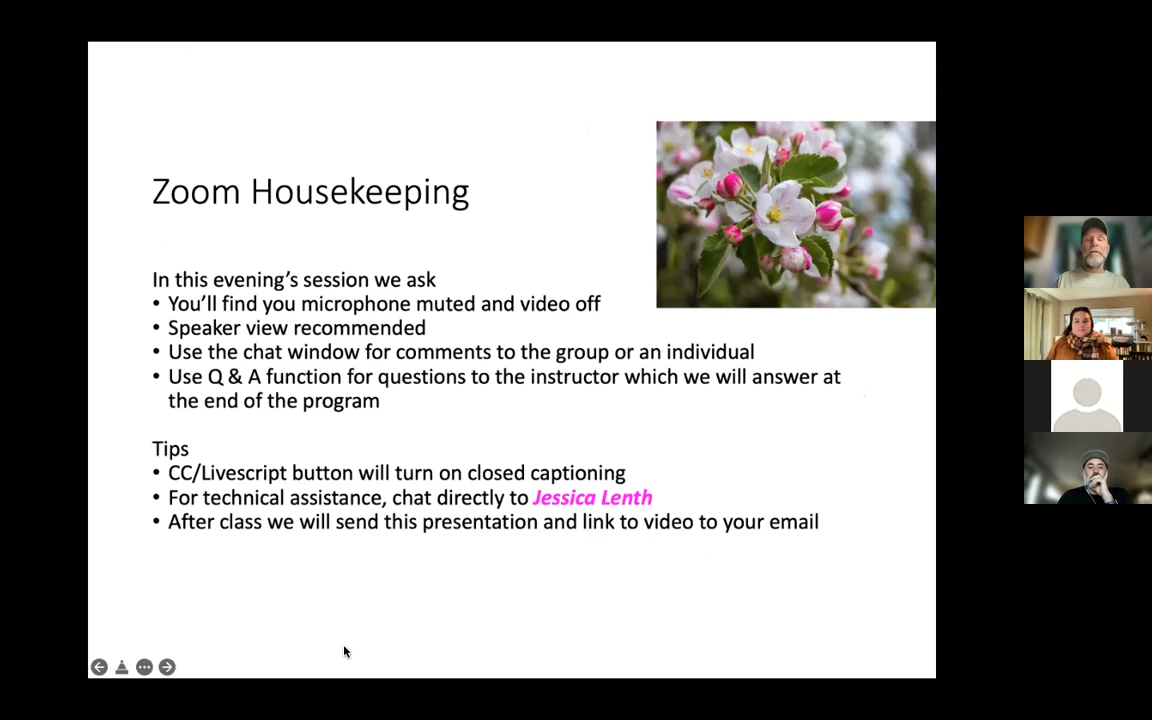 Zoom Housekeeping
In this evening’s session we ask
• You’ll find you microphone muted and video off
• Speaker view recommended
• Use the chat window for comments to the group or an individual
• Use Q & A function for questions to the instructor which we will answer at
the end of the program
Tips
• CC/Livescript button will turn on closed captioning
• For technical assistance, chat directly to Jessica Lenth
• After class we will send this presentation and link to video to your email